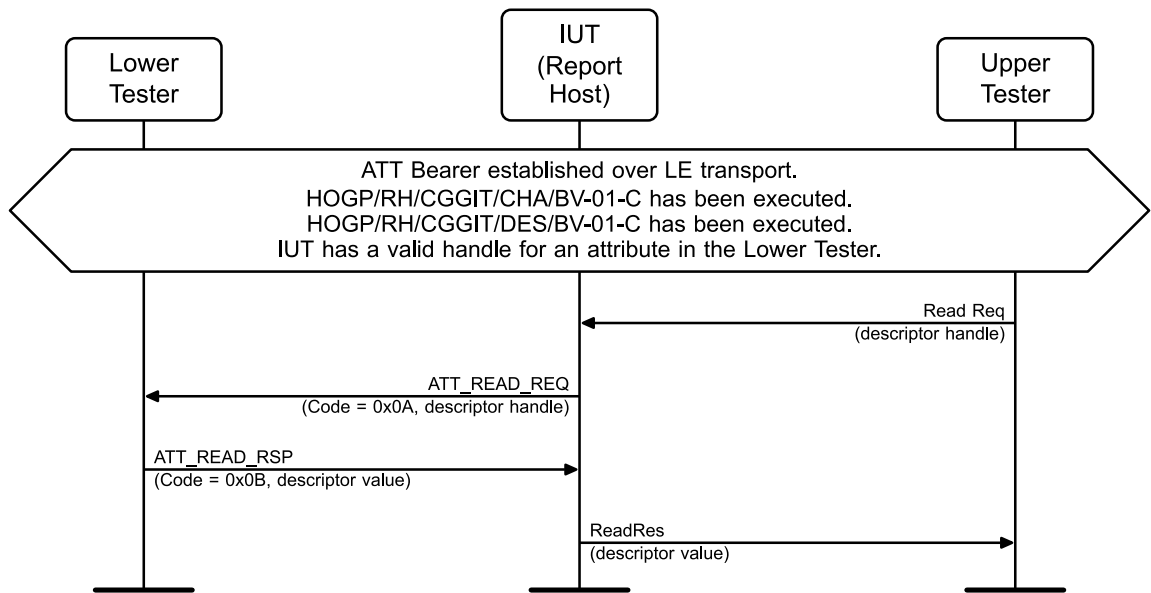 Lower
Tester
IUT
(Report
Host)
Upper
Tester
ATT Bearer established over LE transport.
HOGP/RH/CGGIT/CHA/BV-01-C has been executed.
HOGP/RH/CGGIT/DES/BV-01-C has been executed.
IUT has a valid handle for an attribute in the Lower Tester.
Read Req
(descriptor handle)
ATT_READ_REQ
(Code = 0x0A, descriptor handle)
ATT_READ_RSP
(Code = 0x0B, descriptor value)
ReadRes
(descriptor value)